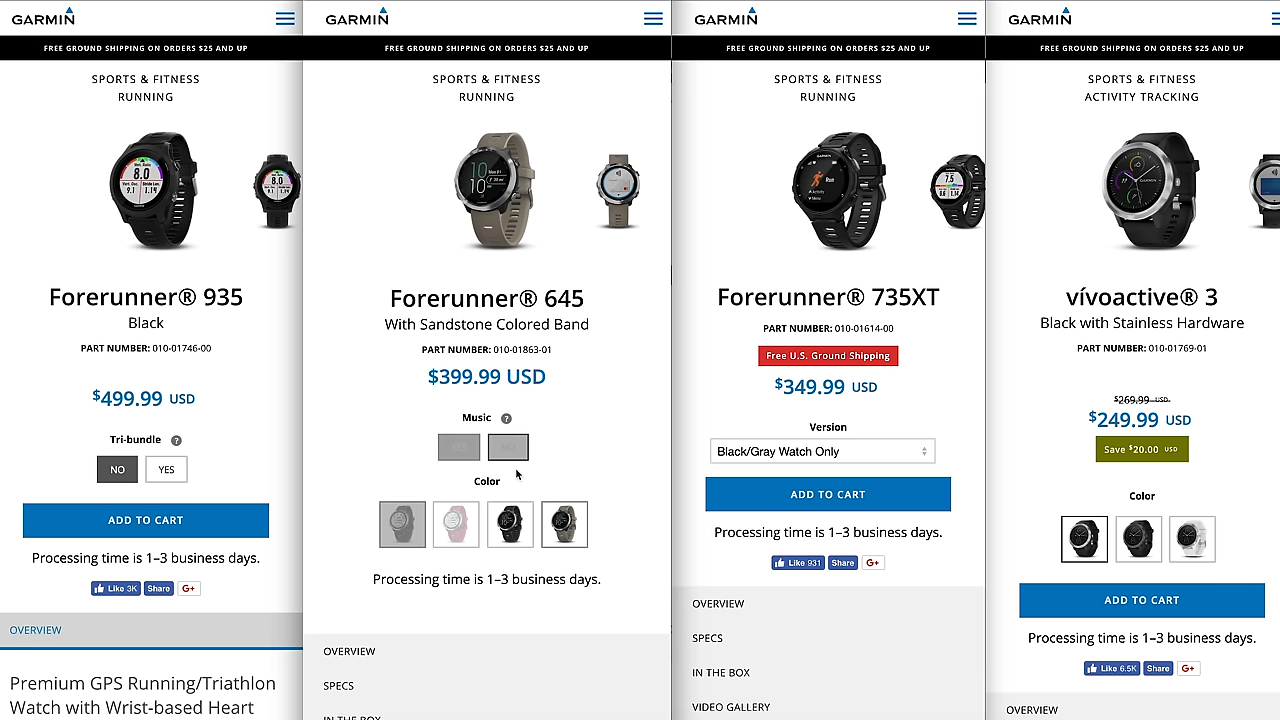 GARMIN
FREE GROUND SHIPPING ON ORDERS $25 AND UP
SPORTS & FITNESS
RUNNING
Forerunner® 935
Black
PART NUMBER: 010-01746-00
$499.99 USD
Tri-bundle ?
NO YES
ADD TO CART
Processing time is 1–3 business days.
Like 3K Share G+
OVERVIEW
Premium GPS Running/Triathlon
Watch with Wrist-based Heart
GARMIN
FREE GROUND SHIPPING ON ORDERS $25 AND UP
SPORTS & FITNESS
RUNNING
Forerunner® 645
With Sandstone Colored Band
PART NUMBER: 010-01863-01
$399.99 USD
Music ?
YES NO
Color
Processing time is 1–3 business days.
OVERVIEW
SPECS
IN THE BOX
GARMIN
FREE GROUND SHIPPING ON ORDERS $25 AND UP
SPORTS & FITNESS
RUNNING
GARMIN
Run
Forerunner® 735XT
PART NUMBER: 010-01614-00
Free U.S. Ground Shipping
$349.99 USD
Version
Black/Gray Watch Only
ADD TO CART
Processing time is 1–3 business days.
Like 931 Share G+
OVERVIEW
SPECS
IN THE BOX
VIDEO GALLERY
GARMIN
FREE GROUND SHIPPING ON ORDERS $25 AND UP
SPORTS & FITNESS
ACTIVITY TRACKING
GARMIN
vívoactive® 3
Black with Stainless Hardware
PART NUMBER: 010-01769-01
$269.99 USD
$249.99 USD
Save $20.00 USD
Color
ADD TO CART
Processing time is 1–3 business days.
Like 6.5K Share G+
OVERVIEW